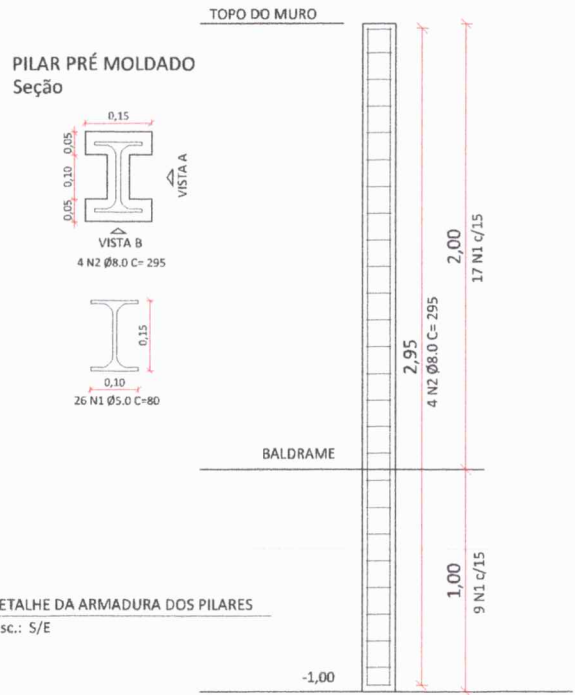 TOPO DO MURO
PILAR PRÉ MOLDADO
Seção
0,15
0,05
0,10
0,05
VISTA A
VISTA B
4 N2 Ø8.0 C= 295
0,15
0,10
26 N1 Ø5.0 C=80
2,00
17 N1 c/15
2,95
4 N2 Ø8.0 C= 295
BALDRAME
1,00
9 N1 c/15
ETALHE DA ARMADURA DOS PILARES
sc.: S/E
-1,00